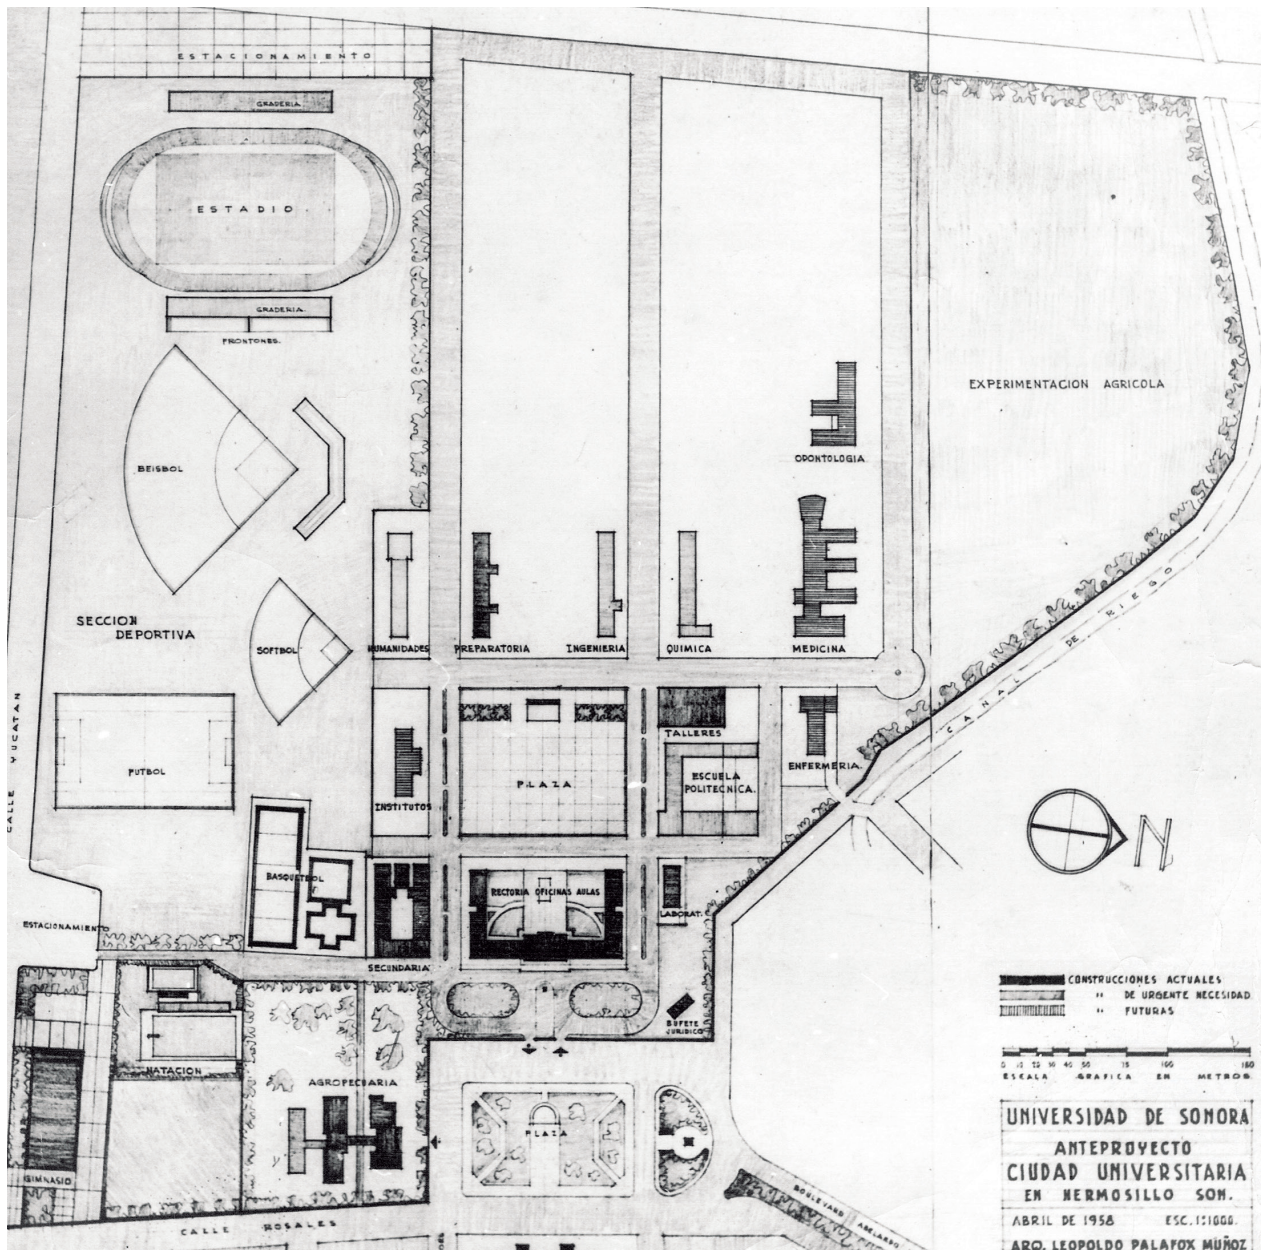 ESTACIONAMIENTO
GRADERIA
ESTADIO
GRADERIA.
FRONTONES.
BEISBOL
EXPERIMENTACION AGRICOLA
ODONTOLOGIA
SECCION
DEPORTIVA
SOFTBOL
HUMANIDADES
PREPARATORIA
INGENIERIA
QUIMICA
MEDICINA
CANAL DE RIEGO
CALLE YUCATAN
FUTBOL
INSTITUTOS
PLAZA
TALLERES
ESCUELA
POLITECNICA.
ENFERMERIA.
N
BASQUETBOL
RECTORIA OFICINAS AULAS
LABORAT.
ESTACIONAMIENTO
SECUNDARIA
BUFETE
JURIDICO
NATACION
AGROPECUARIA
PLAZA
GIMNASIO
CALLE ROSALES
BOULEVARD ABELARDO
CONSTRUCCIONES ACTUALES
" DE URGENTE NECESIDAD
" FUTURAS
ESCALA GRAFICA EN METROS
UNIVERSIDAD DE SONORA
ANTEPROYECTO
CIUDAD UNIVERSITARIA
EN HERMOSILLO SON.
ABRIL DE 1958 ESC. 1:1000.
ARQ. LEOPOLDO PALAFOX MUÑOZ